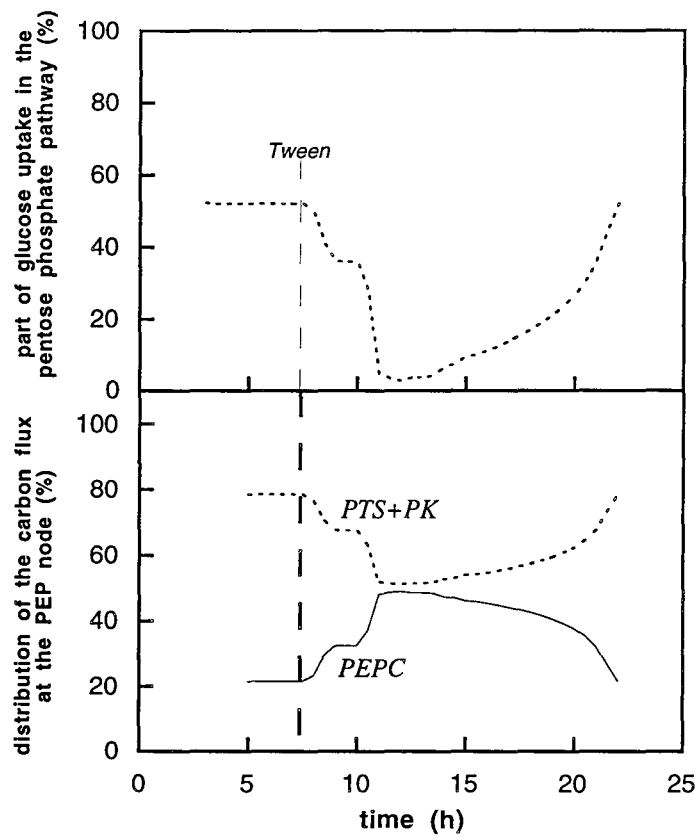 part of glucose uptake in the
pentose phosphate pathway (%)
100
80
60
40
20
0
Tween
distribution of the carbon flux
at the PEP node (%)
100
80
60
40
20
0
PTS+PK
PEPC
0 5 10 15 20 25
time (h)